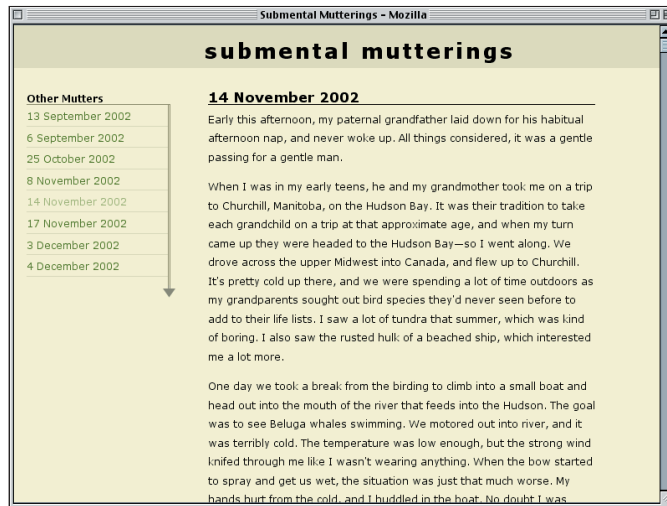 Submental Mutterings - Mozilla
submental mutterings
Other Mutters
13 September 2002
6 September 2002
25 October 2002
8 November 2002
14 November 2002
17 November 2002
3 December 2002
4 December 2002
14 November 2002
Early this afternoon, my paternal grandfather laid down for his habitual
afternoon nap, and never woke up. All things considered, it was a gentle
passing for a gentle man.
When I was in my early teens, he and my grandmother took me on a trip
to Churchill, Manitoba, on the Hudson Bay. It was their tradition to take
each grandchild on a trip at that approximate age, and when my turn
came up they were headed to the Hudson Bay—so I went along. We
drove across the upper Midwest into Canada, and flew up to Churchill.
It's pretty cold up there, and we were spending a lot of time outdoors as
my grandparents sought out bird species they'd never seen before to
add to their life lists. I saw a lot of tundra that summer, which was kind
of boring. I also saw the rusted hulk of a beached ship, which interested
me a lot more.
One day we took a break from the birding to climb into a small boat and
head out into the mouth of the river that feeds into the Hudson. The goal
was to see Beluga whales swimming. We motored out into river, and it
was terribly cold. The temperature was low enough, but the strong wind
knifed through me like I wasn't wearing anything. When the bow started
to spray and get us wet, the situation was just that much worse. My
hands hurt from the cold, and I huddled in the boat. No doubt I was